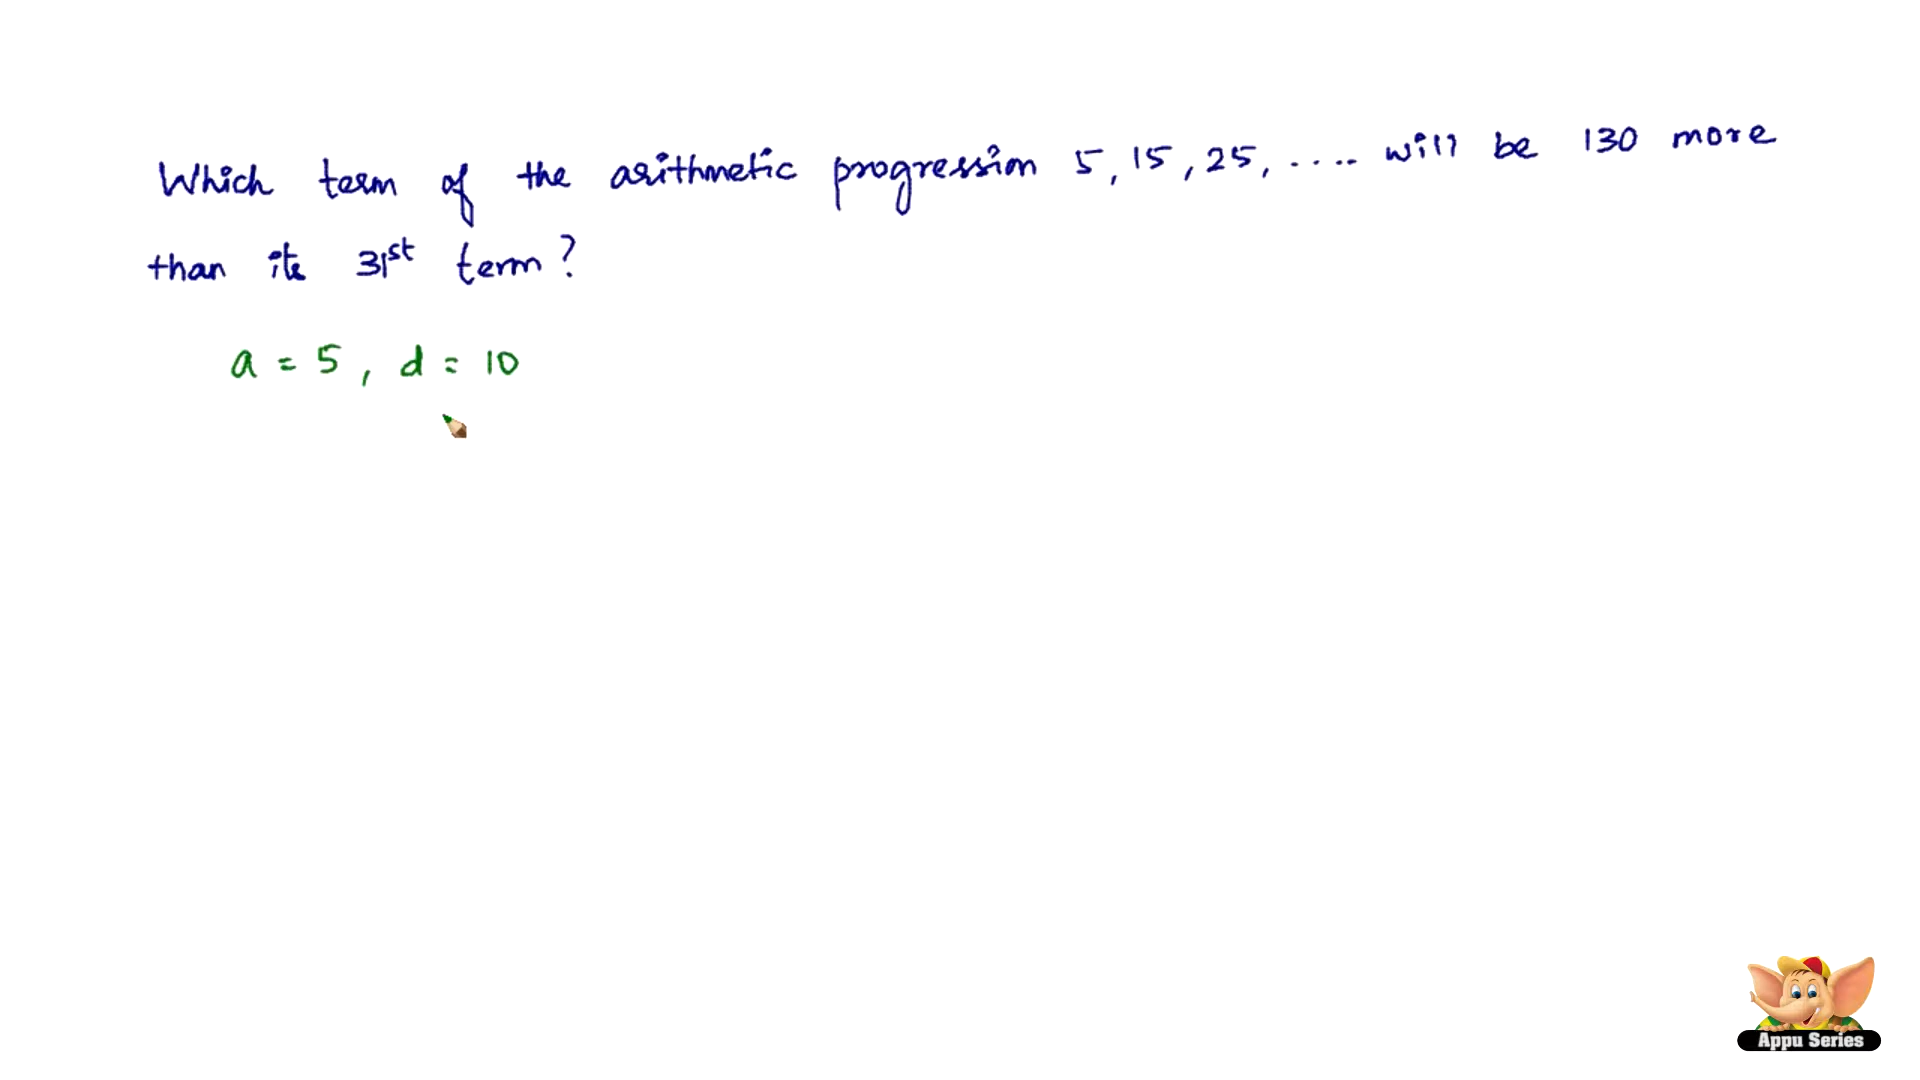 Which term of the arithmetic progression 5, 15, 25, .... will be 130 more
than its 31st term?
a = 5, d = 10
Appu Series